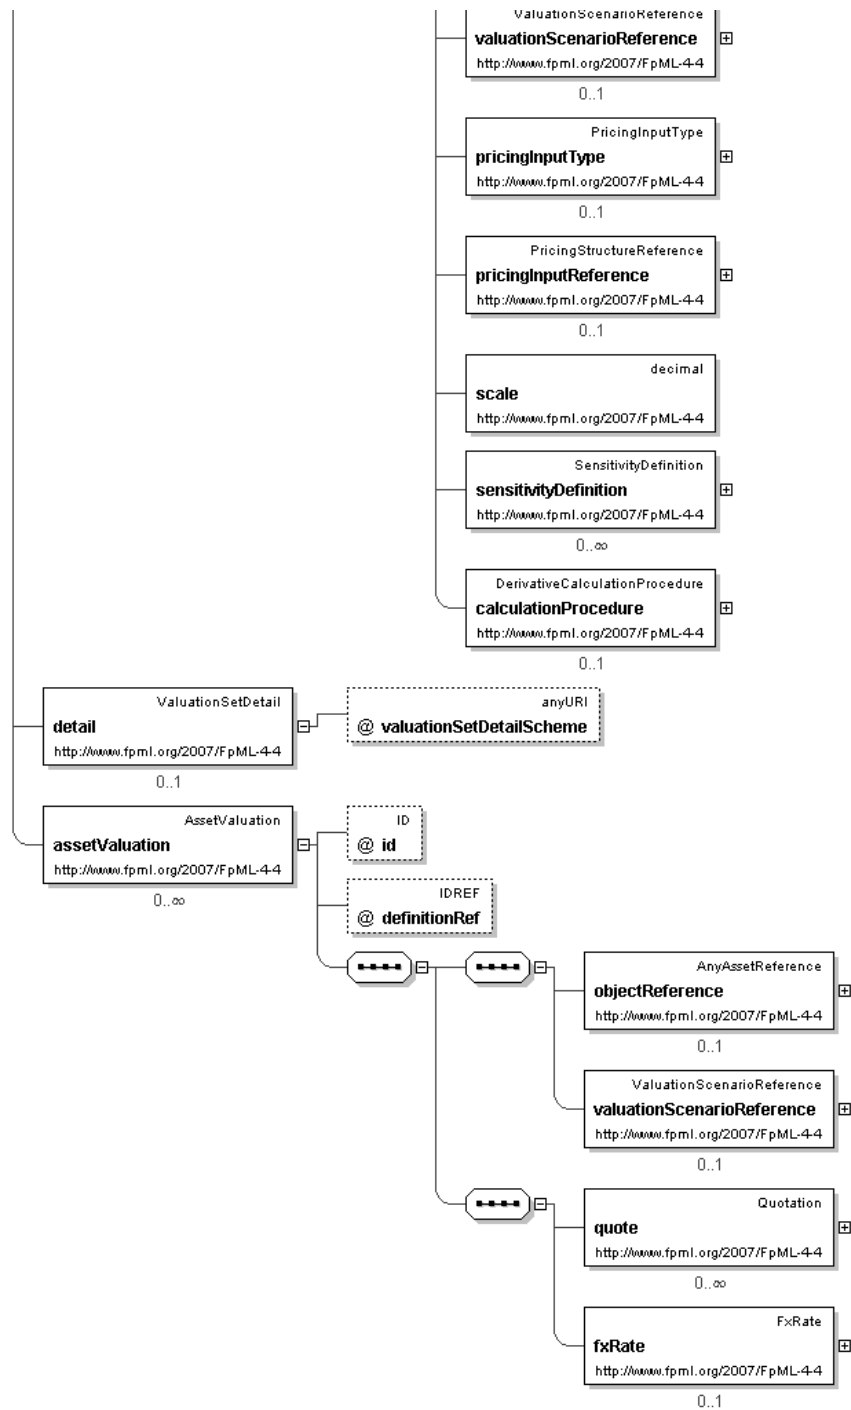 ValuationScenarioReference
valuationScenarioReference
http://www.fpml.org/2007/FpML-4-4
0..1
PricingInputType
pricingInputType
http://www.fpml.org/2007/FpML-4-4
0..1
PricingStructureReference
pricingInputReference
http://www.fpml.org/2007/FpML-4-4
0..1
decimal
scale
http://www.fpml.org/2007/FpML-4-4
SensitivityDefinition
sensitivityDefinition
http://www.fpml.org/2007/FpML-4-4
0..∞
DerivativeCalculationProcedure
calculationProcedure
http://www.fpml.org/2007/FpML-4-4
0..1
ValuationSetDetail
detail
http://www.fpml.org/2007/FpML-4-4
0..1
anyURI
@ valuationSetDetailScheme
AssetValuation
assetValuation
http://www.fpml.org/2007/FpML-4-4
0..∞
ID
@ id
IDREF
@ definitionRef
AnyAssetReference
objectReference
http://www.fpml.org/2007/FpML-4-4
0..1
ValuationScenarioReference
valuationScenarioReference
http://www.fpml.org/2007/FpML-4-4
0..1
Quotation
quote
http://www.fpml.org/2007/FpML-4-4
0..∞
FxRate
fxRate
http://www.fpml.org/2007/FpML-4-4
0..1